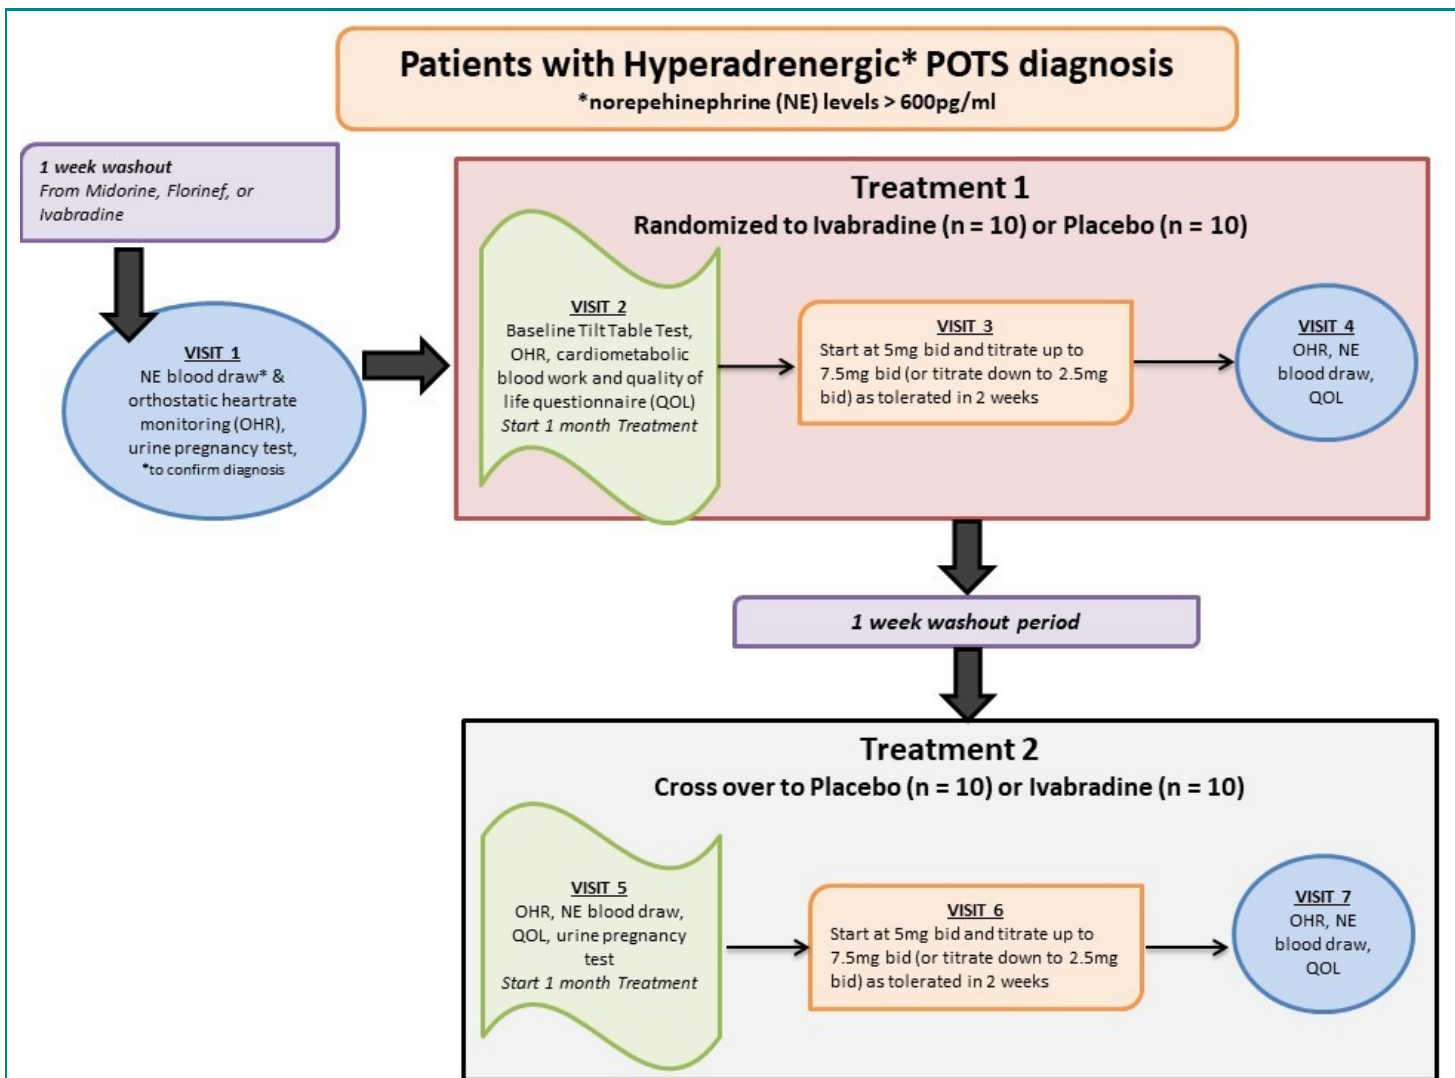 Patients with Hyperadrenergic* POTS diagnosis
*norepehinephrine (NE) levels > 600pg/ml
1 week washout
From Midorine, Florinef, or
Ivabradine
VISIT 1
NE blood draw* &
orthostatic heartrate
monitoring (OHR),
urine pregnancy test,
*to confirm diagnosis
Treatment 1
Randomized to Ivabradine (n = 10) or Placebo (n = 10)
VISIT 2
Baseline Tilt Table Test,
OHR, cardiometabolic
blood work and quality of
life questionnaire (QOL)
Start 1 month Treatment
VISIT 3
Start at 5mg bid and titrate up to
7.5mg bid (or titrate down to 2.5mg
bid) as tolerated in 2 weeks
VISIT 4
OHR, NE
blood draw,
QOL
1 week washout period
Treatment 2
Cross over to Placebo (n = 10) or Ivabradine (n = 10)
VISIT 5
OHR, NE blood draw,
QOL, urine pregnancy
test
Start 1 month Treatment
VISIT 6
Start at 5mg bid and titrate up to
7.5mg bid (or titrate down to 2.5mg
bid) as tolerated in 2 weeks
VISIT 7
OHR, NE
blood draw,
QOL